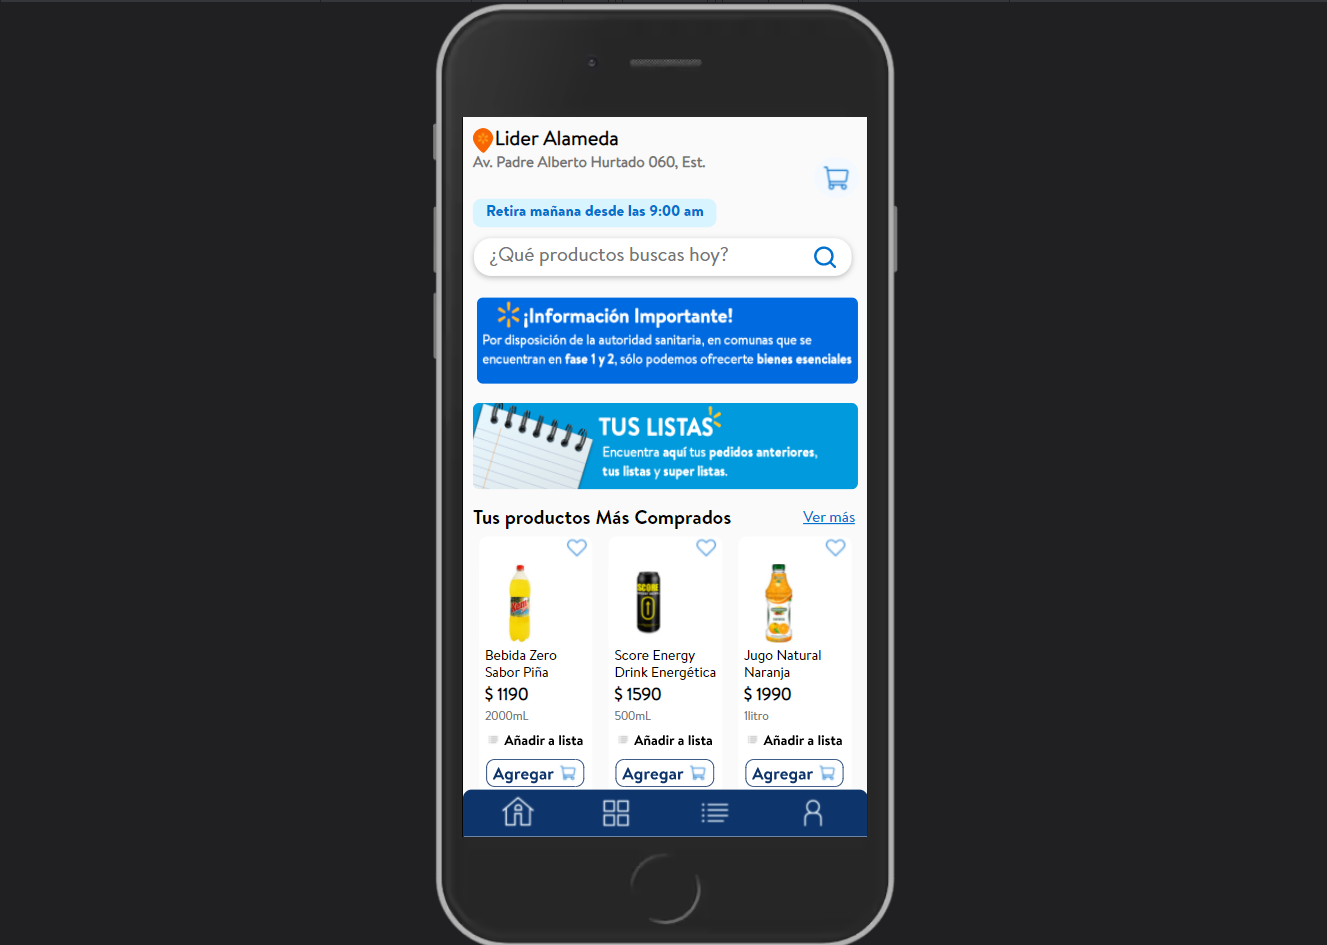 Lider Alameda
Av. Padre Alberto Hurtado 060, Est.
Retira mañana desde las 9:00 am
¿Qué productos buscas hoy?
¡Información Importante!
Por disposición de la autoridad sanitaria, en comunas que se
encuentran en fase 1 y 2, sólo podemos ofrecerte bienes esenciales
TUS LISTAS
Encuentra aquí tus pedidos anteriores,
tus listas y super listas.
Tus productos Más Comprados
Ver más
SCORE
Bebida Zero
Sabor Piña
$ 1190
2000mL
Añadir a lista
Agregar
Score Energy
Drink Energética
$ 1590
500mL
Añadir a lista
Agregar
Jugo Natural
Naranja
$ 1990
1litro
Añadir a lista
Agregar